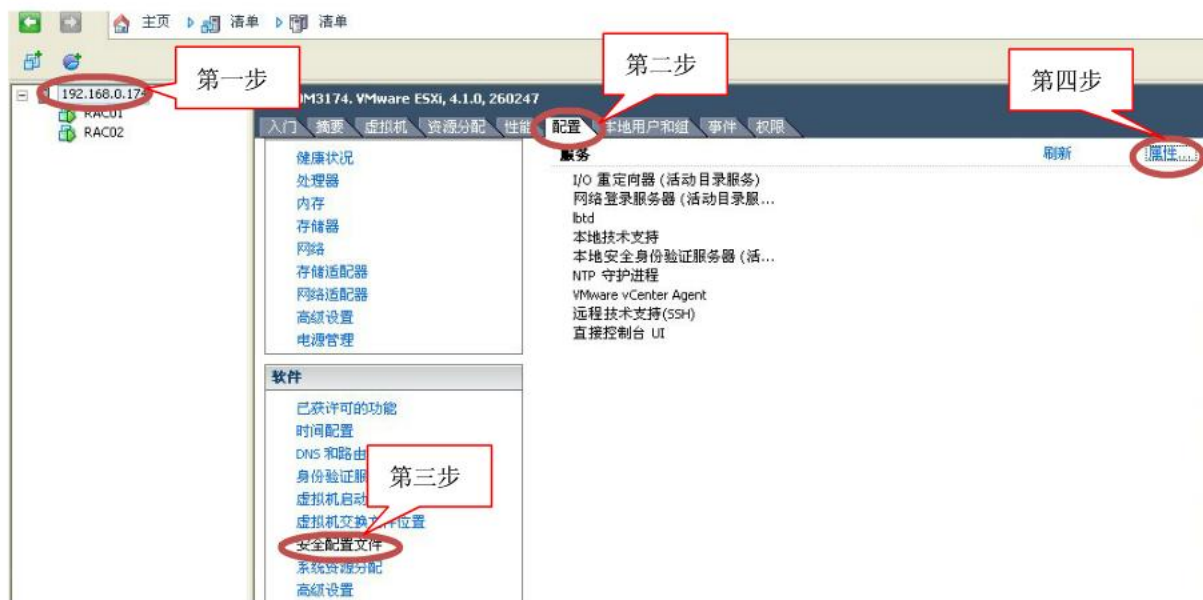 主页 清单 清单
第一步
第二步
第四步
192.168.0.174
RAC01
RAC02
M3174. VMware ESXi, 4.1.0, 260247
入门 摘要 虚拟机 资源分配 性能 配置 本地用户和组 事件 权限
健康状况
处理器
内存
存储器
网络
存储适配器
网络适配器
高级设置
电源管理
软件
已获许可的功能
时间配置
DNS 和路由
身份验证服
虚拟机启动
虚拟机交换文件位置
安全配置文件
系统资源分配
高级设置
第三步
服务 刷新 属性...
I/O 重定向器 (活动目录服务)
网络登录服务器 (活动目录服...
lbtd
本地技术支持
本地安全身份验证服务器 (活...
NTP 守护进程
VMware vCenter Agent
远程技术支持(SSH)
直接控制台 UI